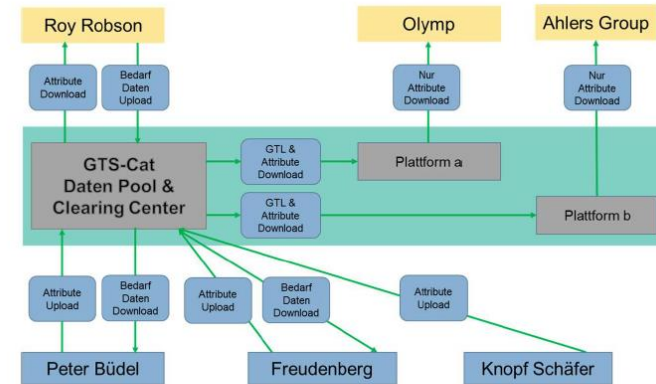 Roy Robson
Olymp
Ahlers Group
Attribute
Download
Bedarf
Daten
Upload
Nur
Attribute
Download
Nur
Attribute
Download
GTS-Cat
Daten Pool &
Clearing Center
GTL &
Attribute
Download
Plattform a
GTL &
Attribute
Download
Plattform b
Attribute
Upload
Bedarf
Daten
Download
Attribute
Upload
Bedarf
Daten
Download
Attribute
Upload
Peter Büdel
Freudenberg
Knopf Schäfer